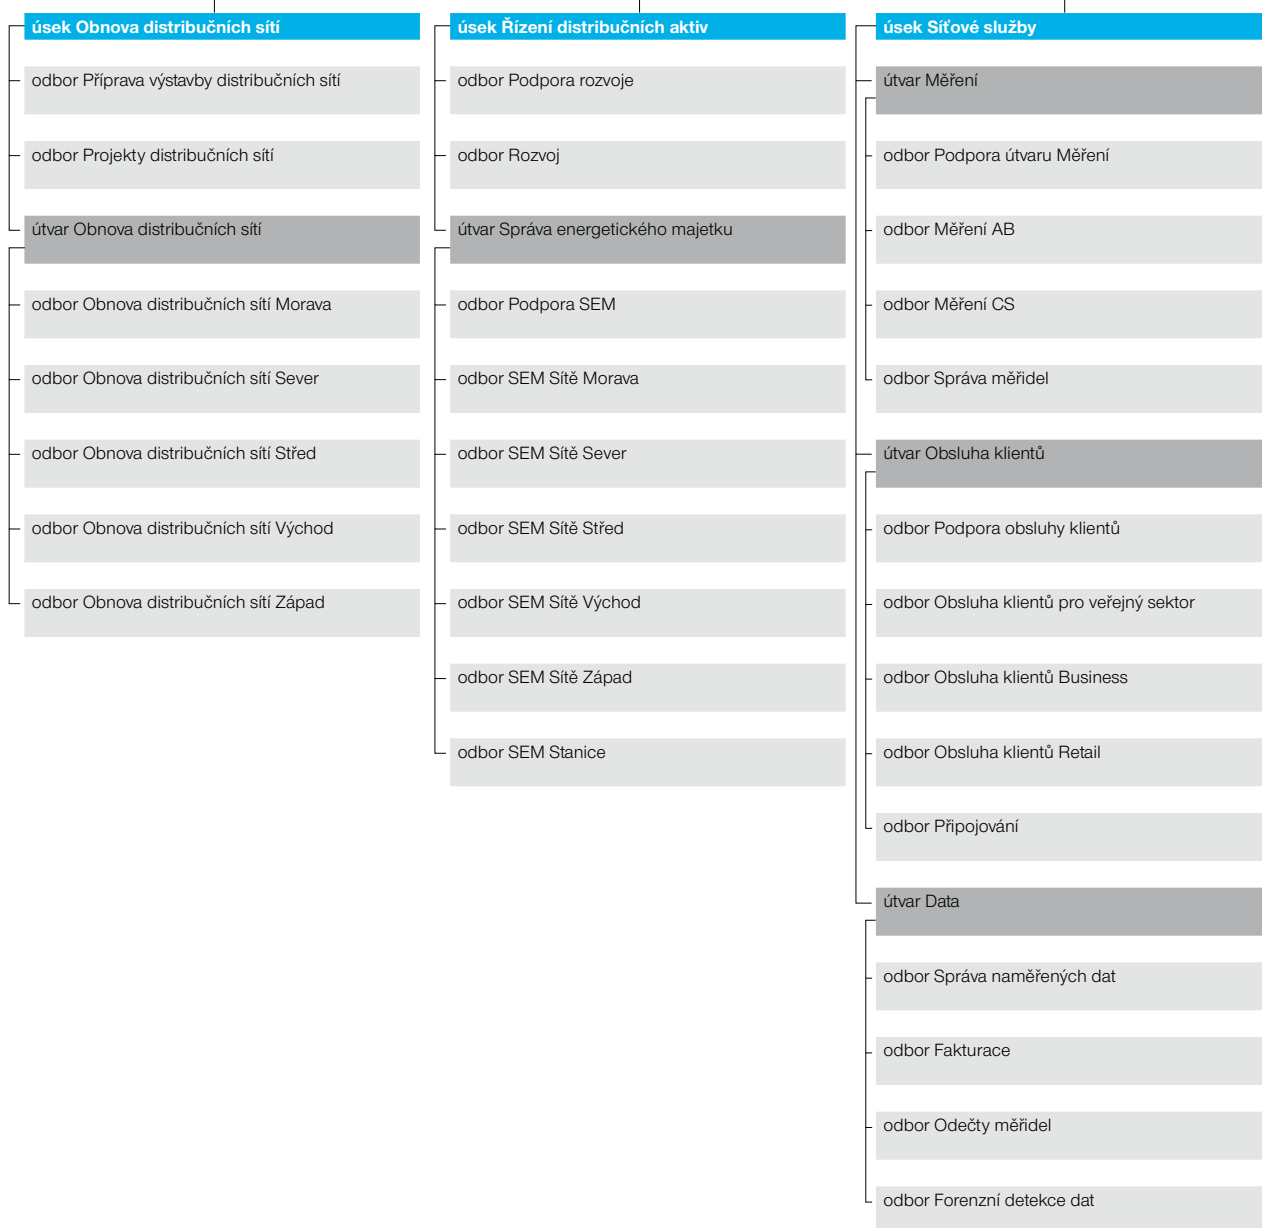 úsek Obnova distribučních sítí
odbor Příprava výstavby distribučních sítí
odbor Projekty distribučních sítí
útvar Obnova distribučních sítí
odbor Obnova distribučních sítí Morava
odbor Obnova distribučních sítí Sever
odbor Obnova distribučních sítí Střed
odbor Obnova distribučních sítí Východ
odbor Obnova distribučních sítí Západ
úsek Řízení distribučních aktiv
odbor Podpora rozvoje
odbor Rozvoj
útvar Správa energetického majetku
odbor Podpora SEM
odbor SEM Sítě Morava
odbor SEM Sítě Sever
odbor SEM Sítě Střed
odbor SEM Sítě Východ
odbor SEM Sítě Západ
odbor SEM Stanice
úsek Síťové služby
útvar Měření
odbor Podpora útvaru Měření
odbor Měření AB
odbor Měření CS
odbor Správa měřidel
útvar Obsluha klientů
odbor Podpora obsluhy klientů
odbor Obsluha klientů pro veřejný sektor
odbor Obsluha klientů Business
odbor Obsluha klientů Retail
odbor Připojování
útvar Data
odbor Správa naměřených dat
odbor Fakturace
odbor Odečty měřidel
odbor Forenzní detekce dat